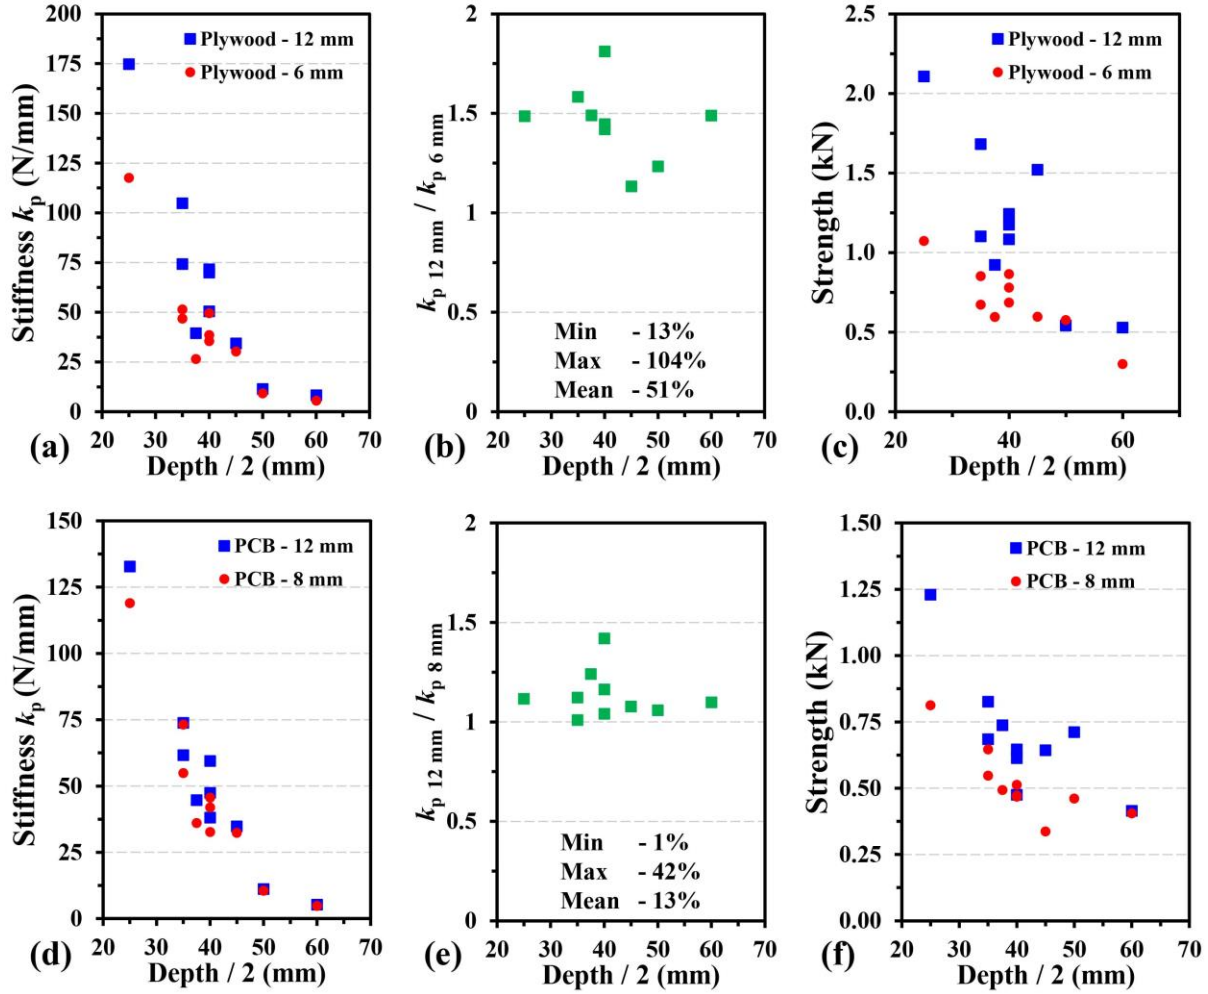 200
175
150
125
100
75
50
25
0
Stiffness kp (N/mm)
Plywood - 12 mm
Plywood - 6 mm
20 30 40 50 60 70
(a)
Depth / 2 (mm)
2
1.5
1
0.5
0
kp 12 mm / kp 6 mm
Min - 13%
Max - 104%
Mean - 51%
20 30 40 50 60 70
(b)
Depth / 2 (mm)
2.5
2.0
1.5
1.0
0.5
0.0
Strength (kN)
Plywood - 12 mm
Plywood - 6 mm
20 40 60
(c)
Depth / 2 (mm)
150
125
100
75
50
25
0
Stiffness kp (N/mm)
PCB - 12 mm
PCB - 8 mm
20 30 40 50 60 70
(d)
Depth / 2 (mm)
2
1.5
1
0.5
0
kp 12 mm / kp 8 mm
Min - 1%
Max - 42%
Mean - 13%
20 30 40 50 60 70
(e)
Depth / 2 (mm)
1.50
1.25
1.00
0.75
0.50
0.25
0.00
Strength (kN)
PCB - 12 mm
PCB - 8 mm
20 30 40 50 60 70
(f)
Depth / 2 (mm)